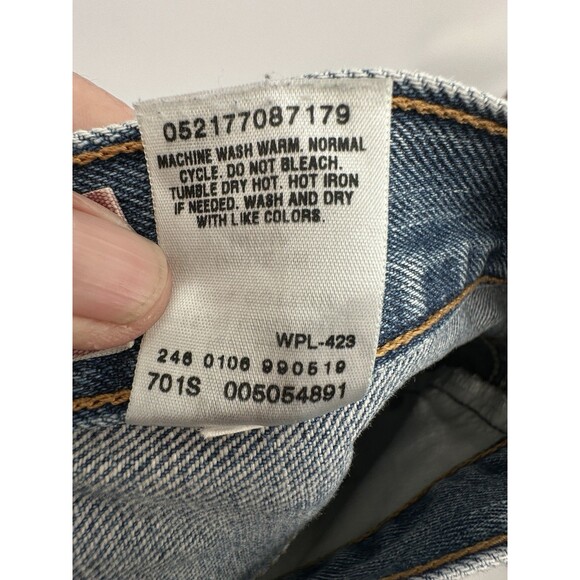 052177087179
MACHINE WASH WARM. NORMAL
CYCLE. DO NOT BLEACH.
TUMBLE DRY HOT. HOT IRON
IF NEEDED. WASH AND DRY
WITH LIKE COLORS.
WPL-423
246 0106 990519
701S 005054891